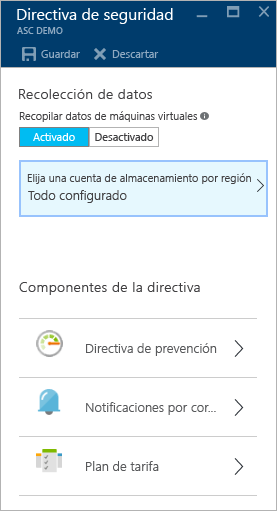 Directiva de seguridad
ASC DEMO
Guardar Descartar
Recolección de datos
Recopilar datos de máquinas virtuales
Activado Desactivado
Elija una cuenta de almacenamiento por región
Todo configurado
Componentes de la directiva
Directiva de prevención
Notificaciones por cor...
Plan de tarifa